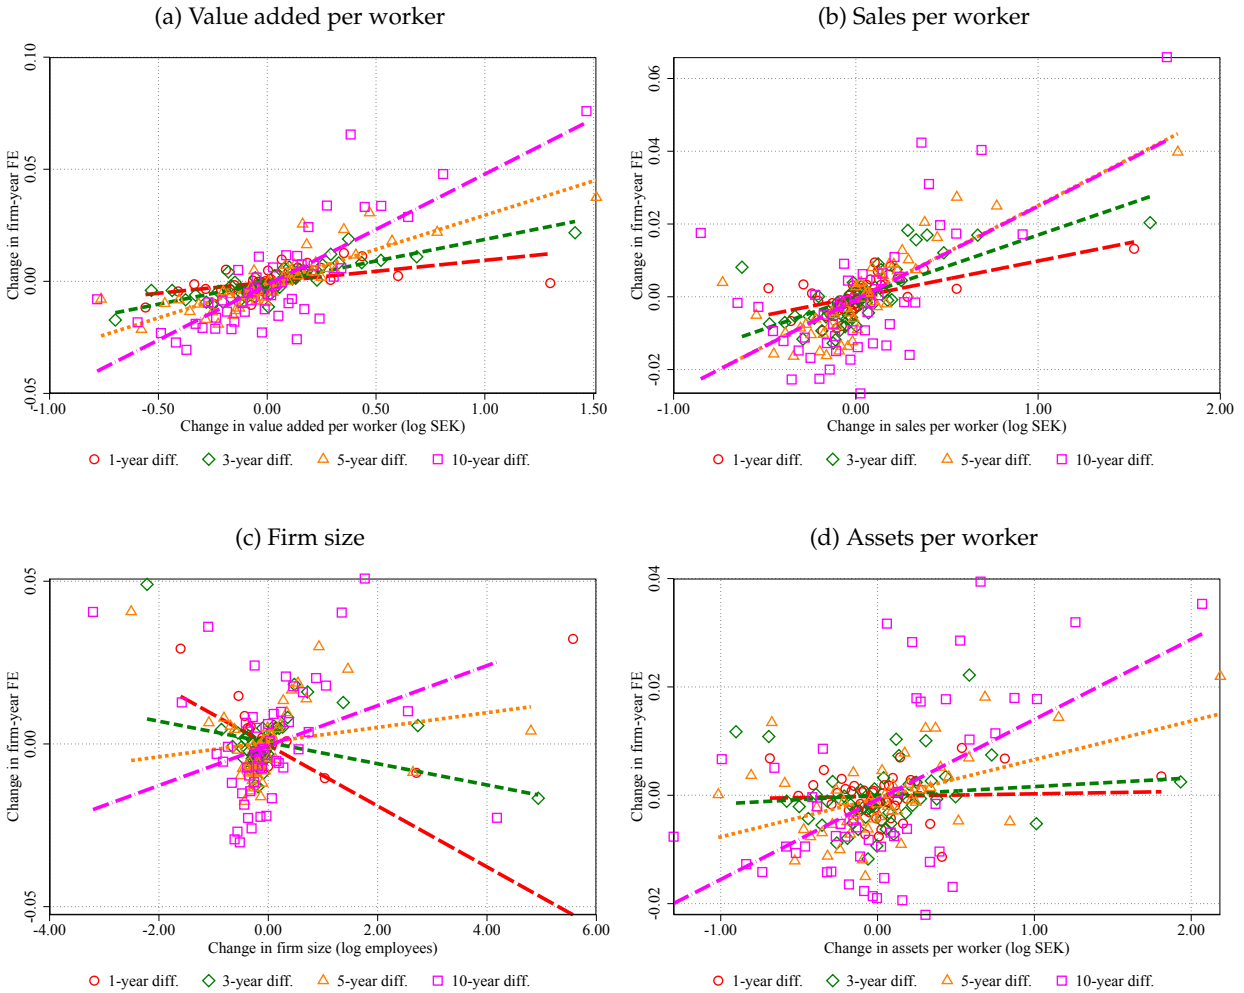 (a) Value added per worker
Change in firm-year FE
0.10
0.05
0.00
-0.05
-1.00 -0.50 0.00 0.50 1.00 1.50
Change in value added per worker (log SEK)
1-year diff. 3-year diff. 5-year diff. 10-year diff.
(b) Sales per worker
Change in firm-year FE
0.06
0.04
0.02
0.00
-0.02
-1.00 0.00 1.00 2.00
Change in sales per worker (log SEK)
1-year diff. 3-year diff. 5-year diff. 10-year diff.
(c) Firm size
Change in firm-year FE
0.05
0.00
-0.05
-4.00 -2.00 0.00 2.00 4.00 6.00
Change in firm size (log employees)
1-year diff. 3-year diff. 5-year diff. 10-year diff.
(d) Assets per worker
Change in firm-year FE
0.04
0.02
0.00
-0.02
-1.00 0.00 1.00 2.00
Change in assets per worker (log SEK)
1-year diff. 3-year diff. 5-year diff. 10-year diff.